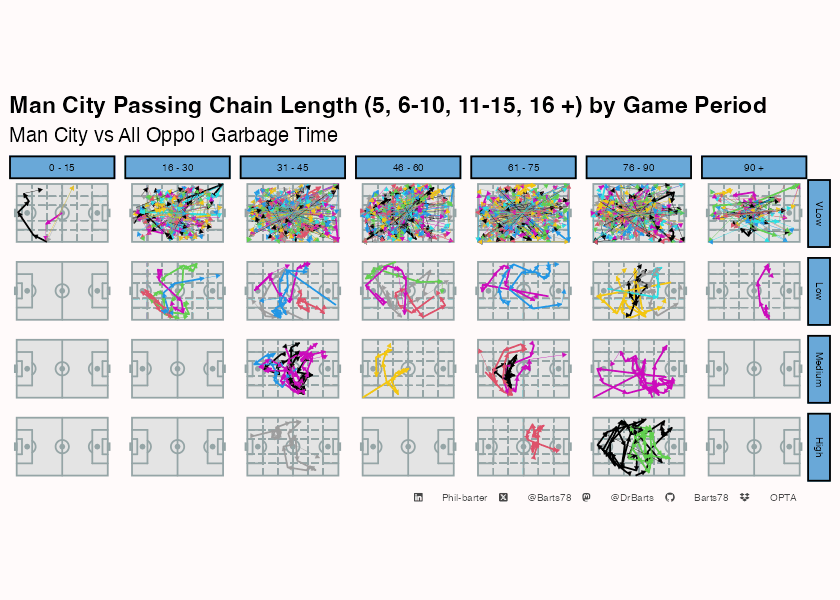 Man City Passing Chain Length (5, 6-10, 11-15, 16 +) by Game Period
Man City vs All Oppo l Garbage Time
0 - 15 16 - 30 31 - 45 46 - 60 61 - 75 76 - 90 90 +
V.Low
Low
Medium
High
Phil-barter @Barts78 @DrBarts Barts78 OPTA